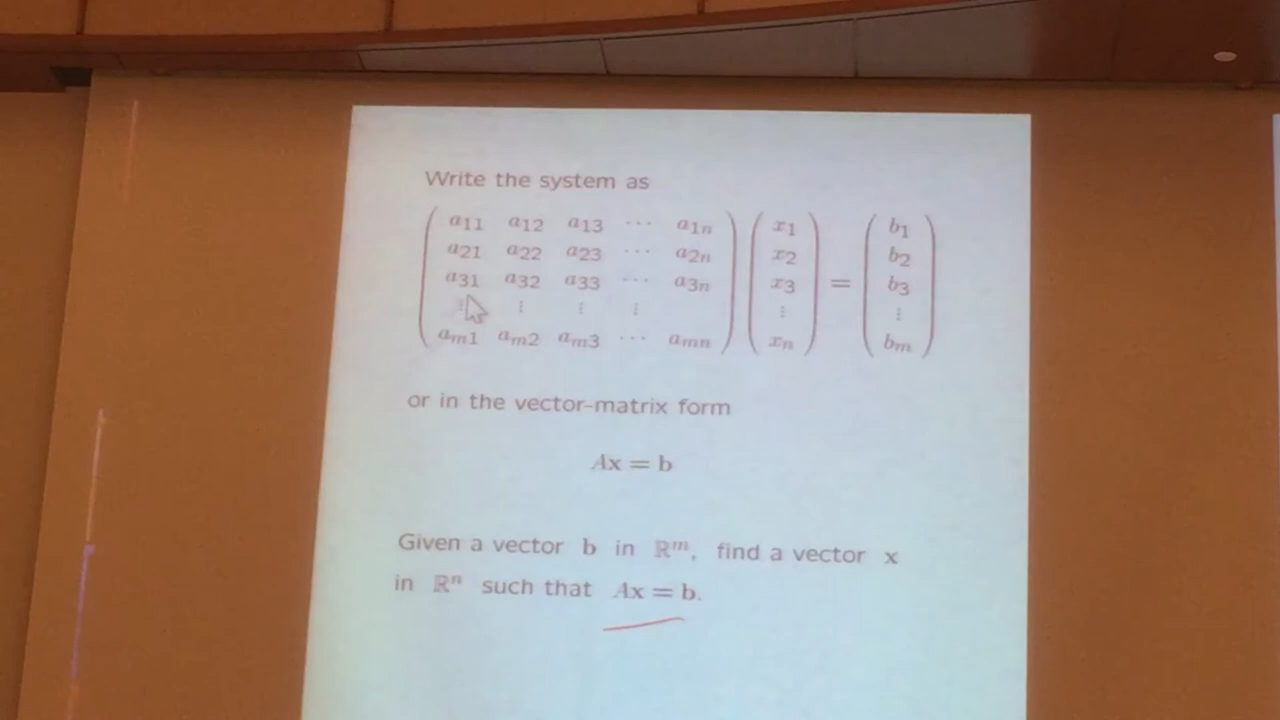 Write the system as
a11 a12 a13 ⋯ a1n x1 b1
a21 a22 a23 ⋯ a2n x2 b2
a31 a32 a33 ⋯ a3n x3 = b3
⋮ ⋮ ⋮ ⋮ ⋮ ⋮
am1 am2 am3 ⋯ amn xn bm
or in the vector-matrix form
Ax = b
Given a vector b in ℝᵐ, find a vector x
in ℝⁿ such that Ax = b.